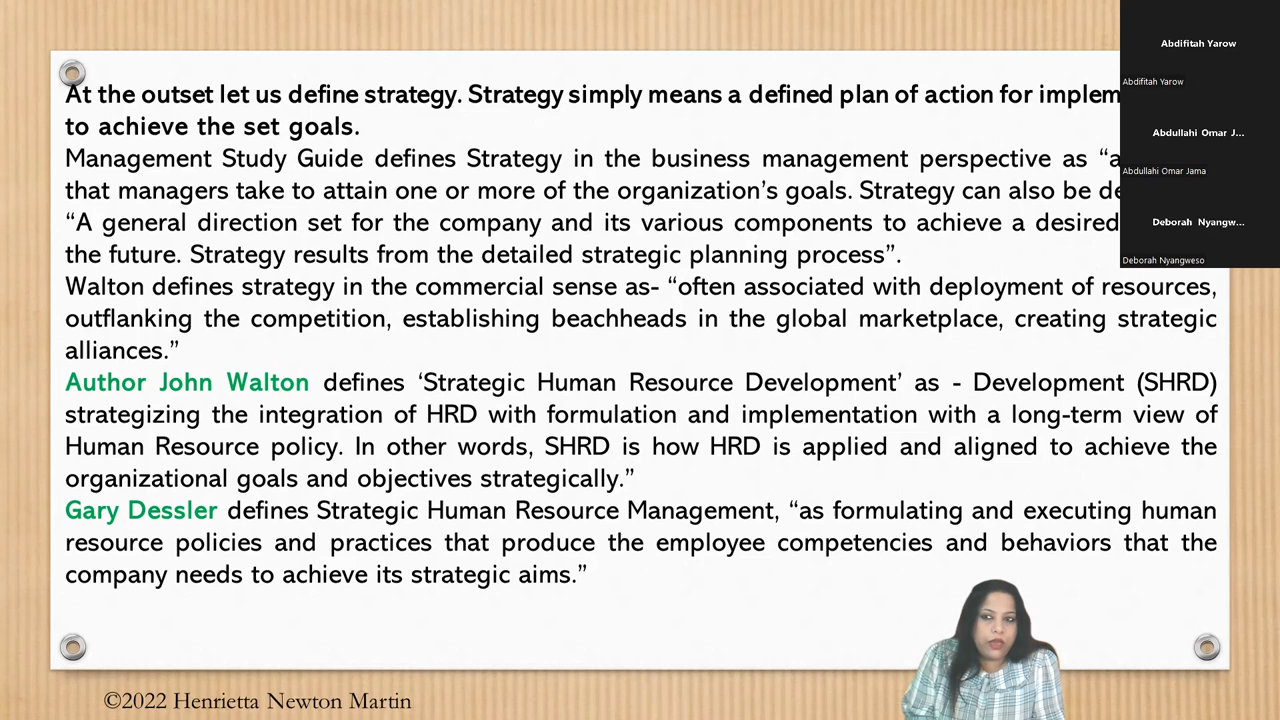 At the outset let us define strategy. Strategy simply means a defined plan of action for
to achieve the set goals.
Management Study Guide defines Strategy in the business management perspective as
that managers take to attain one or more of the organization’s goals. Strategy can also be
“A general direction set for the company and its various components to achieve a desired
the future. Strategy results from the detailed strategic planning process”.
Walton defines strategy in the commercial sense as- “often associated with deployment of resources,
outflanking the competition, establishing beachheads in the global marketplace, creating strategic
alliances.”
Author John Walton defines ‘Strategic Human Resource Development’ as - Development (SHRD)
strategizing the integration of HRD with formulation and implementation with a long-term view of
Human Resource policy. In other words, SHRD is how HRD is applied and aligned to achieve the
organizational goals and objectives strategically.”
Gary Dessler defines Strategic Human Resource Management, “as formulating and executing human
resource policies and practices that produce the employee competencies and behaviors that the
company needs to achieve its strategic aims.”
©2022 Henrietta Newton Martin
Abdifitah Yarow
Abdifitah Yarow
Abdullahi Omar J...
Abdullahi Omar Jama
Deborah Nyangw...
Deborah Nyangweso